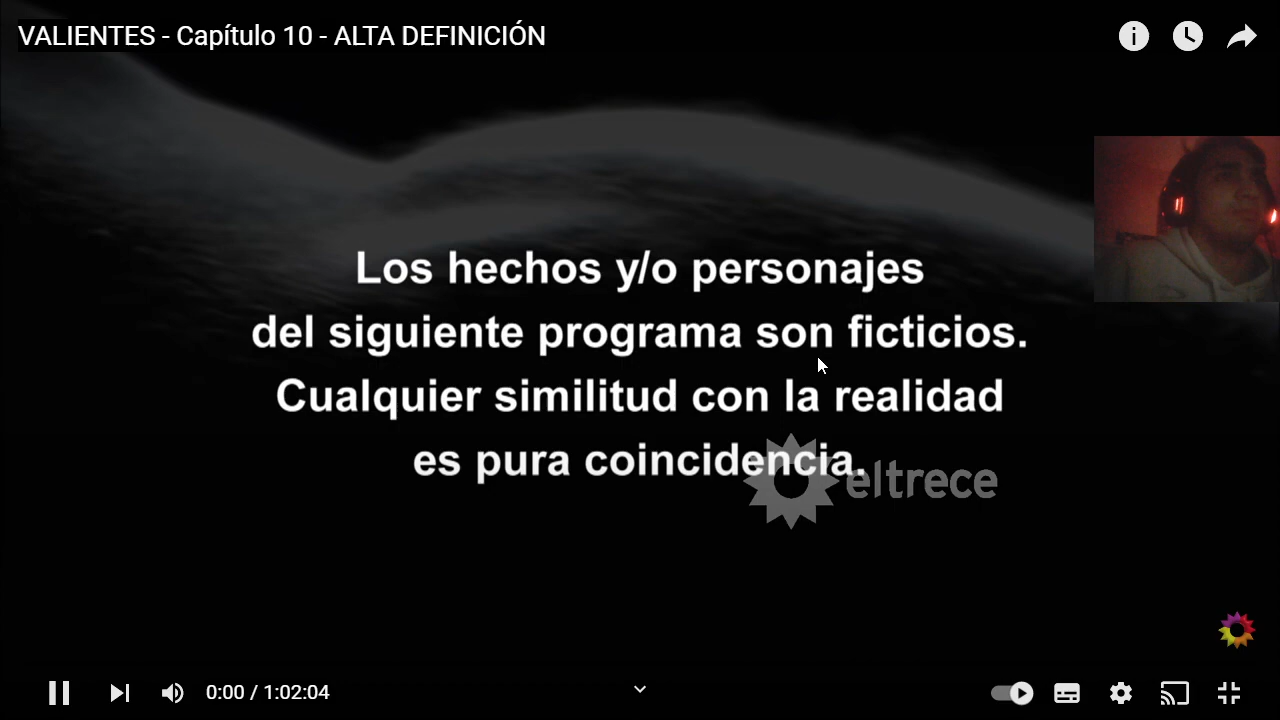 VALIENTES - Capítulo 10 - ALTA DEFINICIÓN
Los hechos y/o personajes
del siguiente programa son ficticios.
Cualquier similitud con la realidad
es pura coincidencia.
eltrece
0:00 / 1:02:04